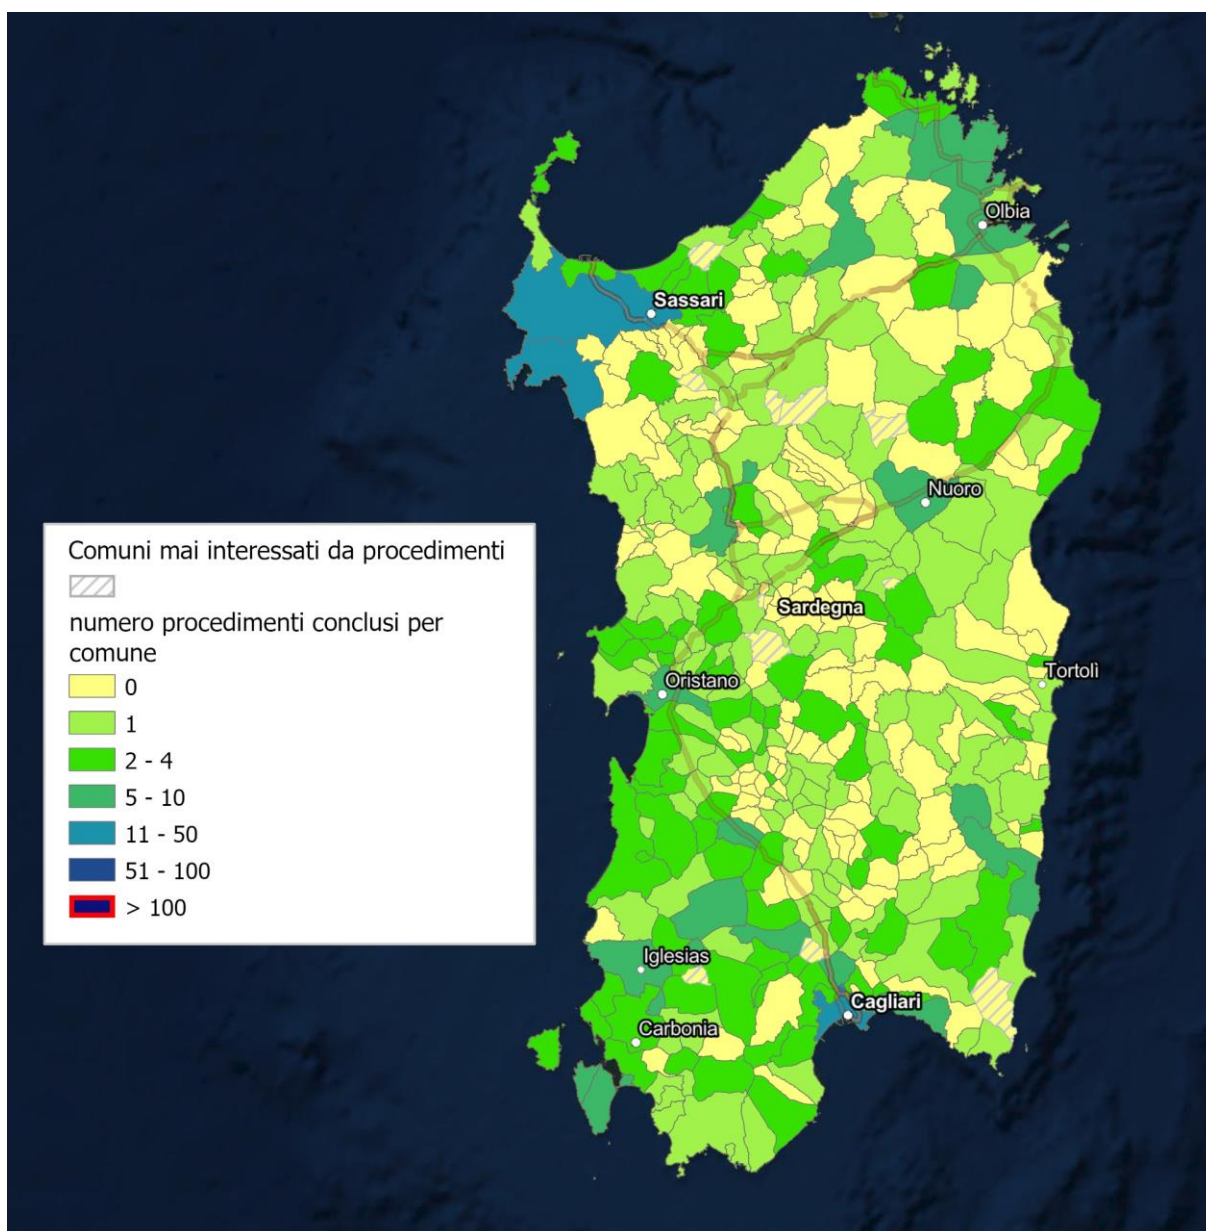 Olbia
Sassari
Nuoro
Comuni mai interessati da procedimenti
numero procedimenti conclusi per
comune
0
1
2 - 4
5 - 10
11 - 50
51 - 100
> 100
Sardegna
Oristano
Tortolì
Iglesias
Cagliari
Carbonia